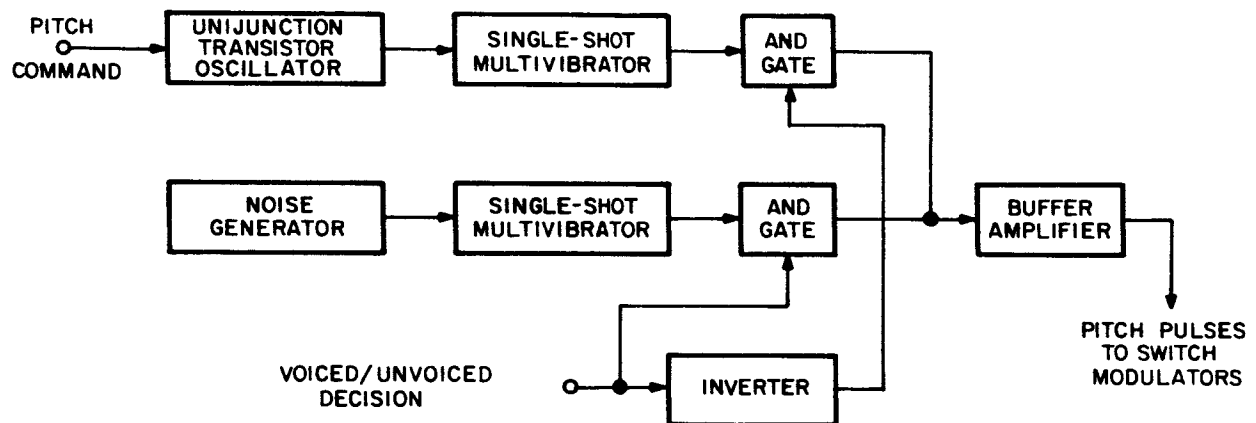 PITCH
COMMAND
UNIJUNCTION
TRANSISTOR
OSCILLATOR
SINGLE-SHOT
MULTIVIBRATOR
AND
GATE
NOISE
GENERATOR
SINGLE-SHOT
MULTIVIBRATOR
AND
GATE
BUFFER
AMPLIFIER
VOICED/UNVOICED
DECISION
INVERTER
PITCH PULSES
TO SWITCH
MODULATORS